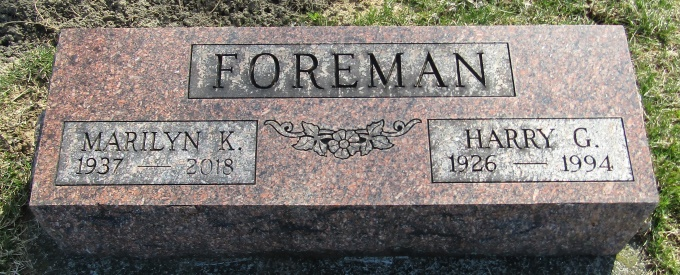 FOREMAN
MARILYN K.
1937 — 2018
HARRY G.
1926 — 1994